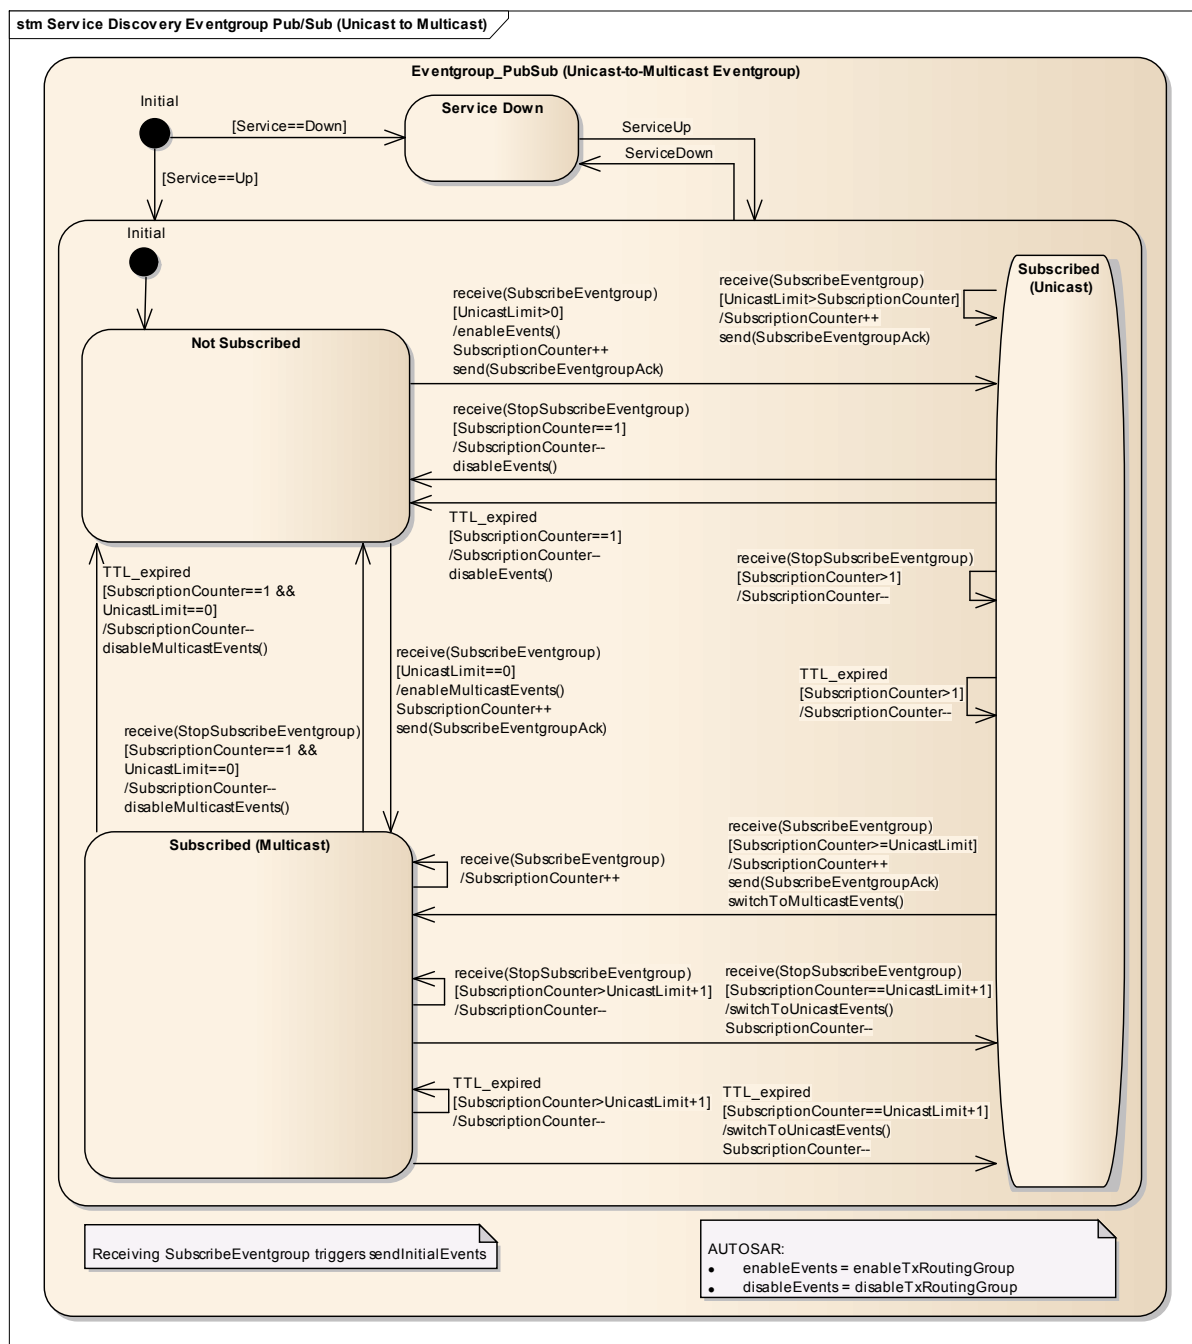 stm Service Discovery Eventgroup Pub/Sub (Unicast to Multicast)
Eventgroup_PubSub (Unicast-to-Multicast Eventgroup)
Initial
Service Down
[Service==Down]
ServiceUp
ServiceDown
[Service==Up]
Initial
Subscribed
(Unicast)
receive(SubscribeEventgroup)
[UnicastLimit>SubscriptionCounter]
/SubscriptionCounter++
send(SubscribeEventgroupAck)
receive(SubscribeEventgroup)
[UnicastLimit>0]
/enableEvents()
SubscriptionCounter++
send(SubscribeEventgroupAck)
Not Subscribed
receive(StopSubscribeEventgroup)
[SubscriptionCounter==1]
/SubscriptionCounter--
disableEvents()
TTL_expired
[SubscriptionCounter==1]
/SubscriptionCounter--
disableEvents()
receive(StopSubscribeEventgroup)
[SubscriptionCounter>1]
/SubscriptionCounter--
TTL_expired
[SubscriptionCounter==1 &&
UnicastLimit==0]
/SubscriptionCounter--
disableMulticastEvents()
receive(SubscribeEventgroup)
[UnicastLimit==0]
/enableMulticastEvents()
SubscriptionCounter++
send(SubscribeEventgroupAck)
TTL_expired
[SubscriptionCounter>1]
/SubscriptionCounter--
receive(StopSubscribeEventgroup)
[SubscriptionCounter==1 &&
UnicastLimit==0]
/SubscriptionCounter--
disableMulticastEvents()
Subscribed (Multicast)
receive(SubscribeEventgroup)
/SubscriptionCounter++
receive(SubscribeEventgroup)
[SubscriptionCounter>=UnicastLimit]
/SubscriptionCounter++
send(SubscribeEventgroupAck)
switchToMulticastEvents()
receive(StopSubscribeEventgroup)
[SubscriptionCounter>UnicastLimit+1]
/SubscriptionCounter--
receive(StopSubscribeEventgroup)
[SubscriptionCounter==UnicastLimit+1]
/switchToUnicastEvents()
SubscriptionCounter--
TTL_expired
[SubscriptionCounter>UnicastLimit+1]
/SubscriptionCounter--
TTL_expired
[SubscriptionCounter==UnicastLimit+1]
/switchToUnicastEvents()
SubscriptionCounter--
Receiving SubscribeEventgroup triggers sendInitialEvents
AUTOSAR:
• enableEvents = enableTxRoutingGroup
• disableEvents = disableTxRoutingGroup